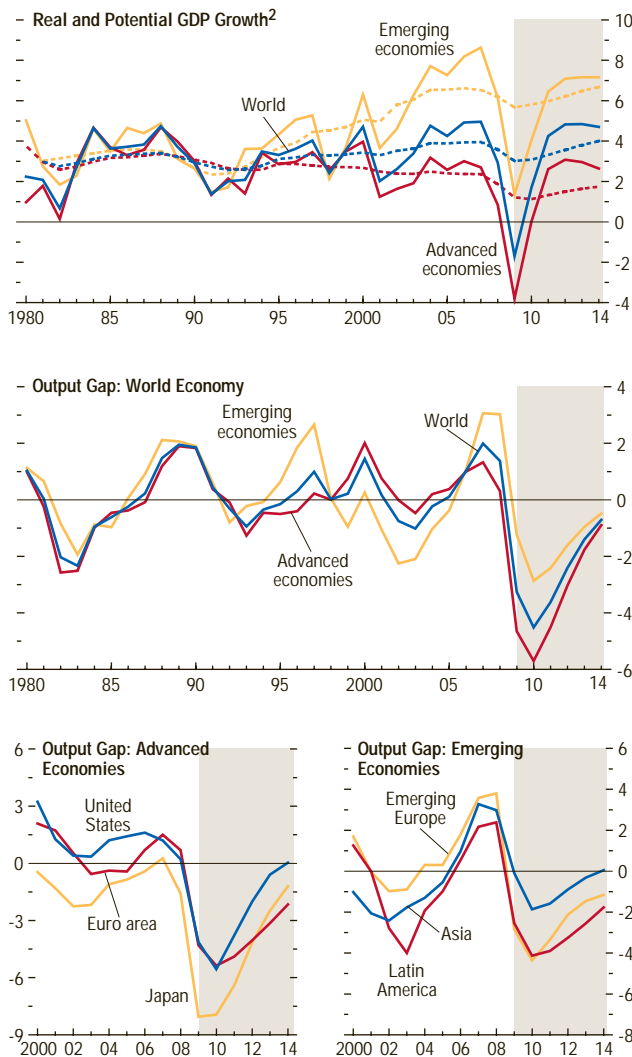 Real and Potential GDP Growth2
Emerging
economies
World
Advanced
economies
10
8
6
4
2
0
-2
-4
1980 85 90 95 2000 05 10 14
Output Gap: World Economy
Emerging
economies
World
Advanced
economies
4
2
0
-2
-4
-6
1980 85 90 95 2000 05 10 14
Output Gap: Advanced
Economies
United
States
Euro area
Japan
6
3
0
-3
-6
-9
2000 02 04 06 08 10 12 14
Output Gap: Emerging
Economies
Emerging
Europe
Asia
Latin
America
6
4
2
0
-2
-4
-6
-8
2000 02 04 06 08 10 12 14